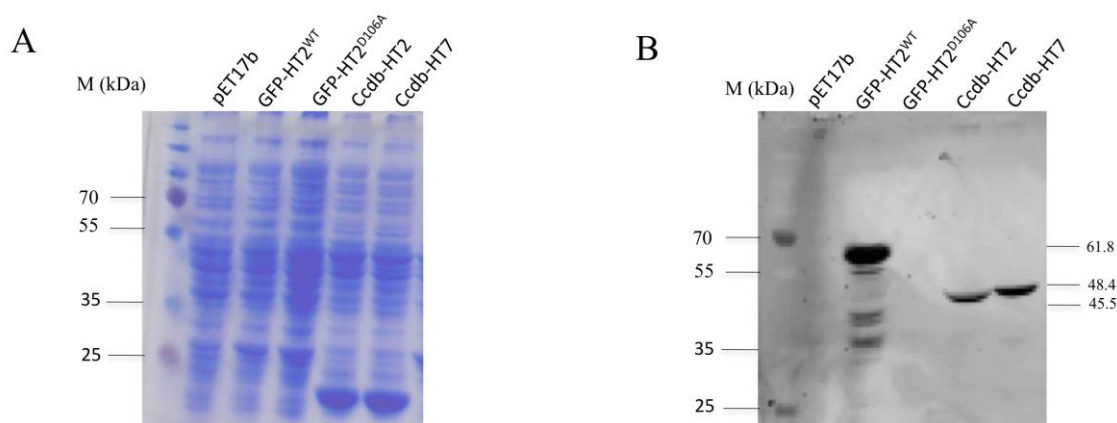 A
M (kDa)
pET17b
GFP-HT2WT
GFP-HT2D106A
Ccdb-HT2
Ccdb-HT7
70
55
35
25
B
M (kDa)
pET17b
GFP-HT2WT
GFP-HT2D106A
Ccdb-HT2
Ccdb-HT7
70
55
35
25
61.8
48.4
45.5